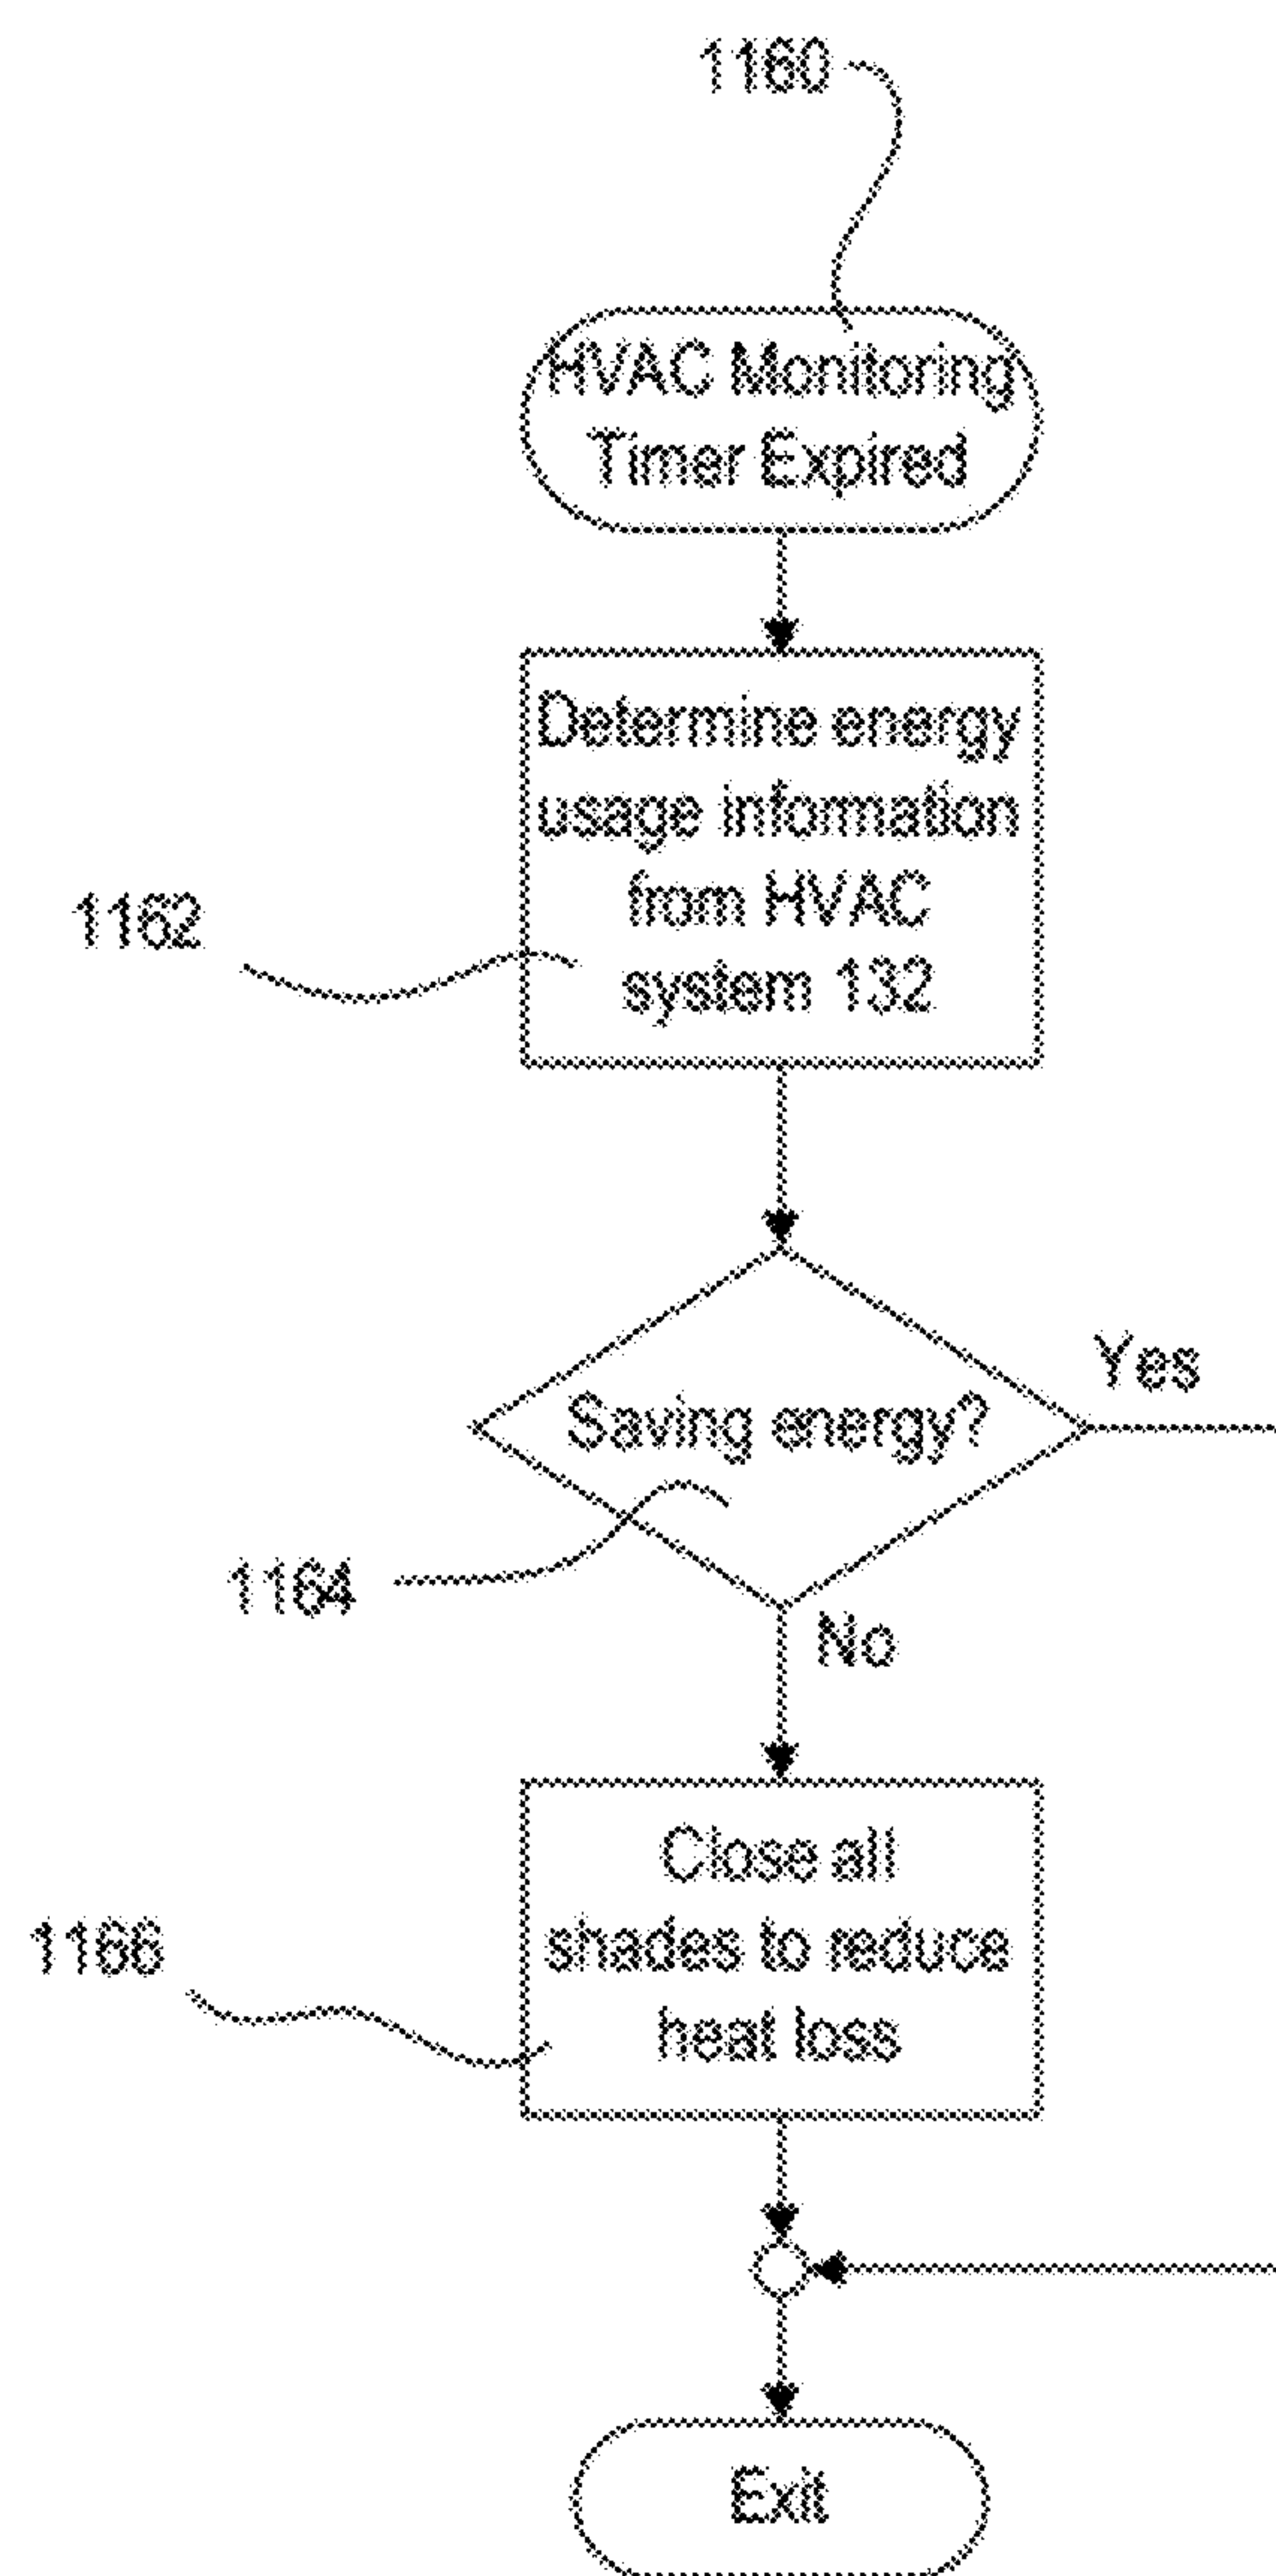 1160
HVAC Monitoring
Timer Expired
Determine energy
usage information
from HVAC
system 132
1162
Saving energy?
Yes
1164
No
Close all
shades to reduce
heat loss
1166
Exit